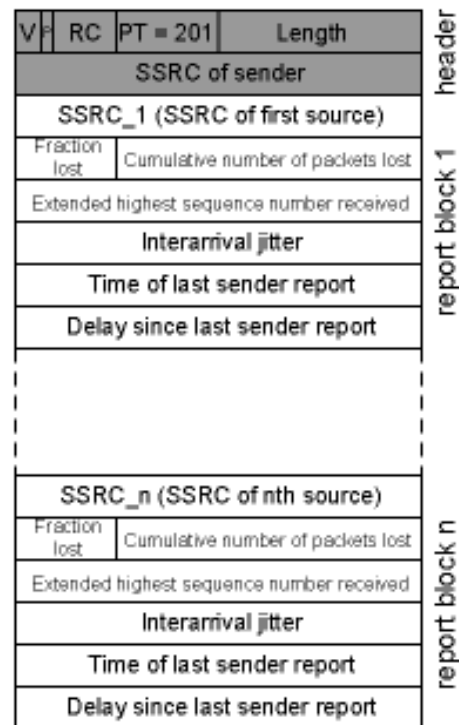 V P RC PT = 201 Length
SSRC of sender
header
SSRC_1 (SSRC of first source)
Fraction lost Cumulative number of packets lost
Extended highest sequence number received
Interarrival jitter
Time of last sender report
Delay since last sender report
report block 1
SSRC_n (SSRC of nth source)
Fraction lost Cumulative number of packets lost
Extended highest sequence number received
Interarrival jitter
Time of last sender report
Delay since last sender report
report block n